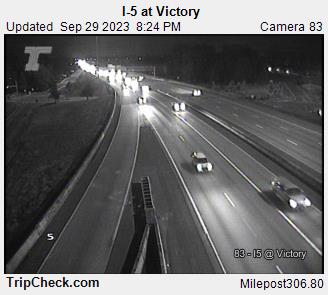 I-5 at Victory
Updated Sep 29 2023 8:24 PM Camera 83
T
S
83 - I5 @ Victory
TripCheck.com Milepost306.80